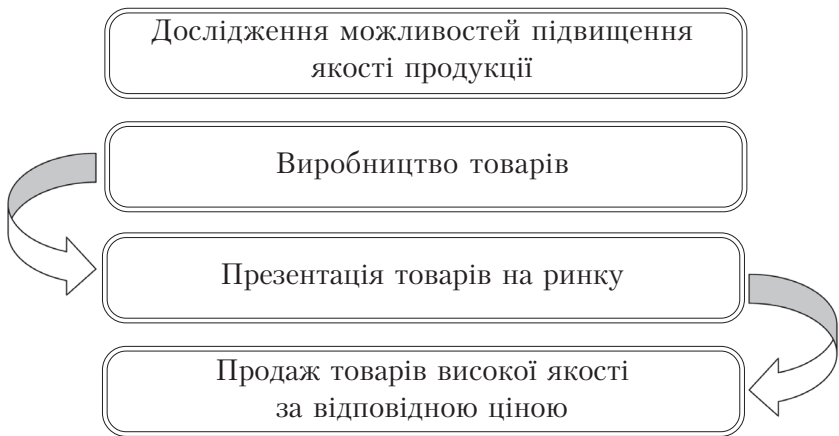 Дослідження можливостей підвищення
якості продукції
Виробництво товарів
Презентація товарів на ринку
Продаж товарів високої якості
за відповідною ціною